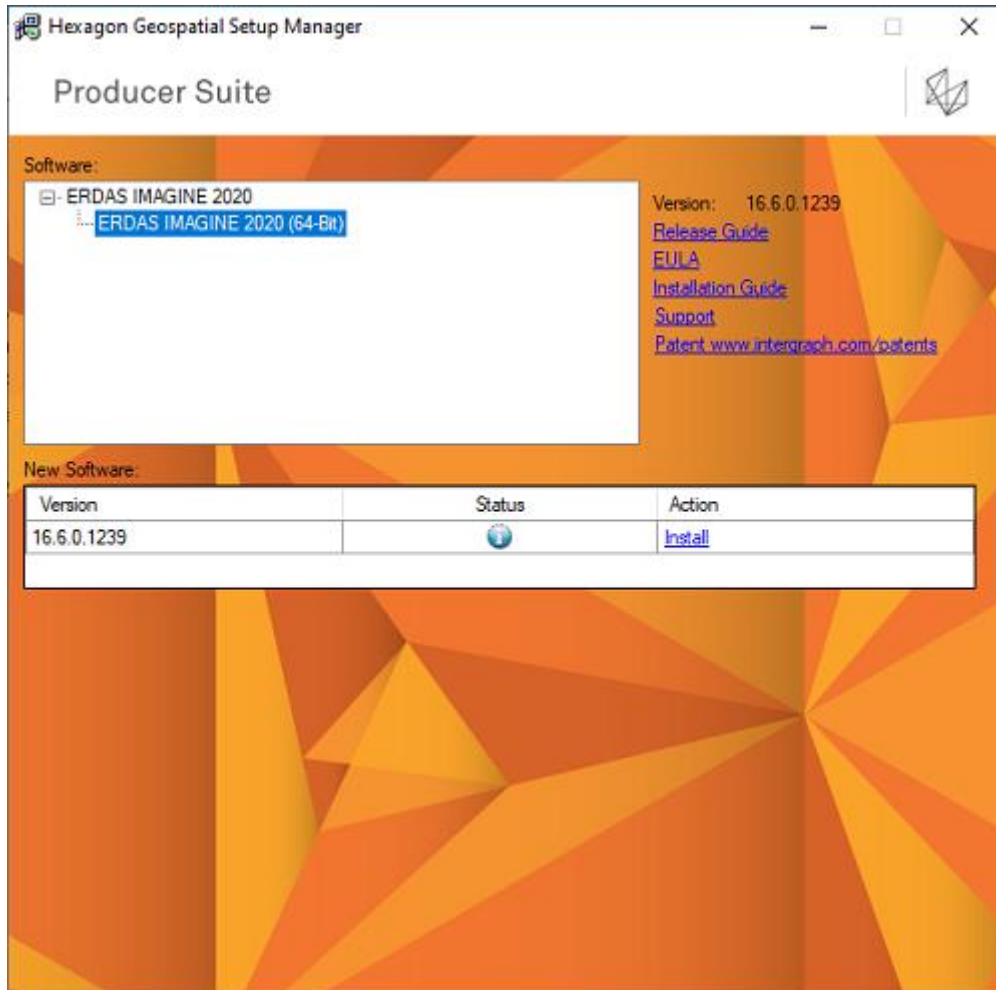 Hexagon Geospatial Setup Manager
Producer Suite
Software:
ERDAS IMAGINE 2020
ERDAS IMAGINE 2020 (64-Bit)
Version: 16.6.0.1239
Release Guide
EULA
Installation Guide
Support
Patent www.intergraph.com/patents
New Software:
Version Status Action
16.6.0.1239 Install